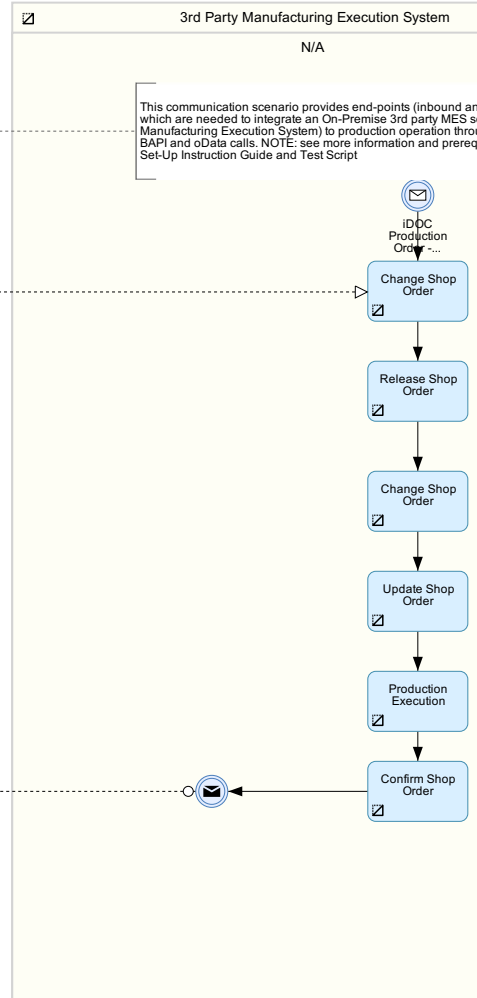 3rd Party Manufacturing Execution System
N/A
This communication scenario provides end-points (inbound an
which are needed to integrate an On-Premise 3rd party MES s
Manufacturing Execution System) to production operation throu
BAPI and oData calls. NOTE: see more information and prereq
Set-Up Instruction Guide and Test Script
iDOC
Production
Order -...
Change Shop
Order
Release Shop
Order
Change Shop
Order
Update Shop
Order
Production
Execution
Confirm Shop
Order